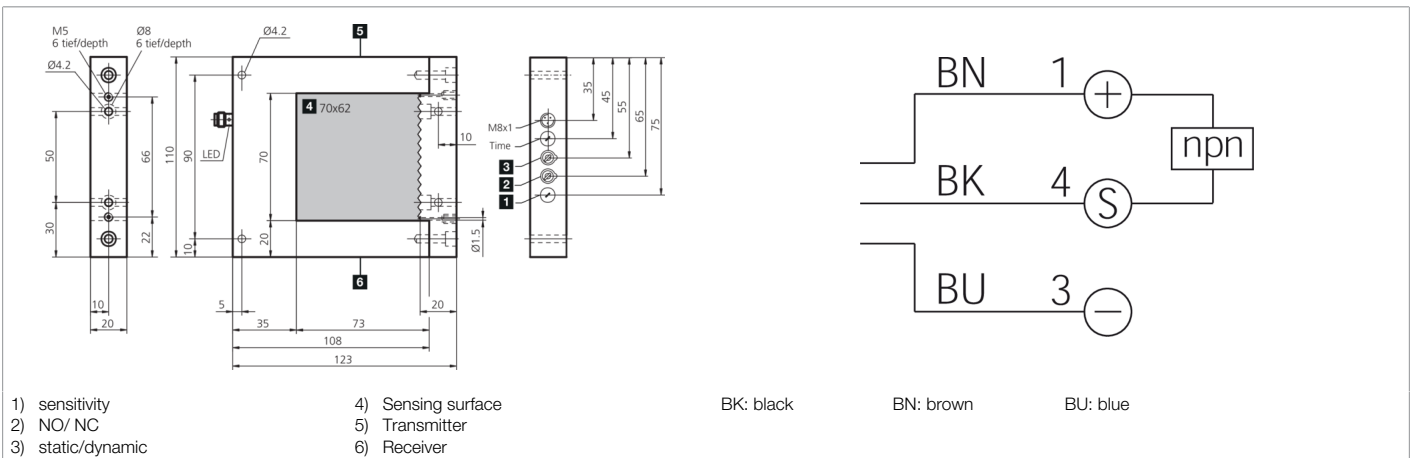 M5
6 tief/depth
Ø8
6 tief/depth
Ø4.2
50
30
66
22
10
20
Ø4.2
5
4 70x62
LED
110
90
10
70
20
10
Ø1.5
6
5
35
73
20
108
123
35
45
55
65
75
M8x1
Time
3
2
1
BN 1 +
npn
BK 4 S
BU 3 −
1) sensitivity
2) NO/ NC
3) static/dynamic
4) Sensing surface
5) Transmitter
6) Receiver
BK: black BN: brown BU: blue